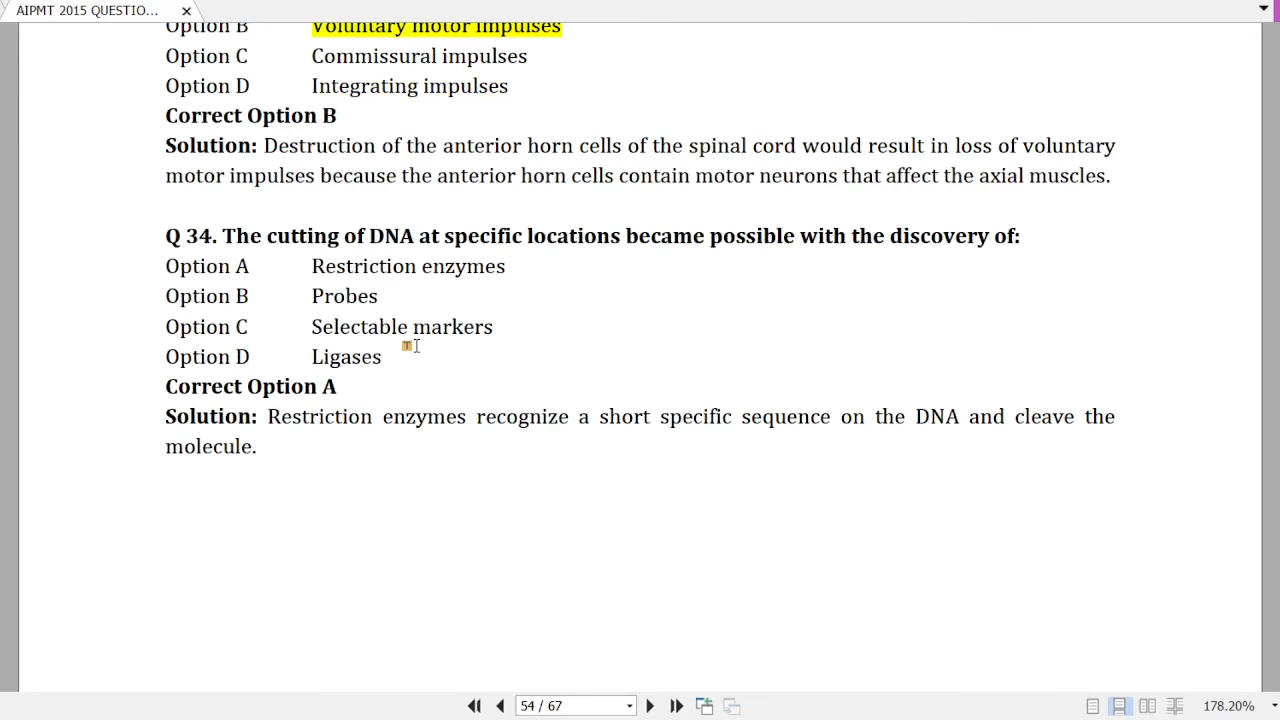 AIPMT 2015 QUESTIO...
Option B Voluntary motor impulses
Option C Commissural impulses
Option D Integrating impulses
Correct Option B
Solution: Destruction of the anterior horn cells of the spinal cord would result in loss of voluntary
motor impulses because the anterior horn cells contain motor neurons that affect the axial muscles.
Q 34. The cutting of DNA at specific locations became possible with the discovery of:
Option A Restriction enzymes
Option B Probes
Option C Selectable markers
T
Option D Ligases
Correct Option A
Solution: Restriction enzymes recognize a short specific sequence on the DNA and cleave the
molecule.
54 / 67
178.20%